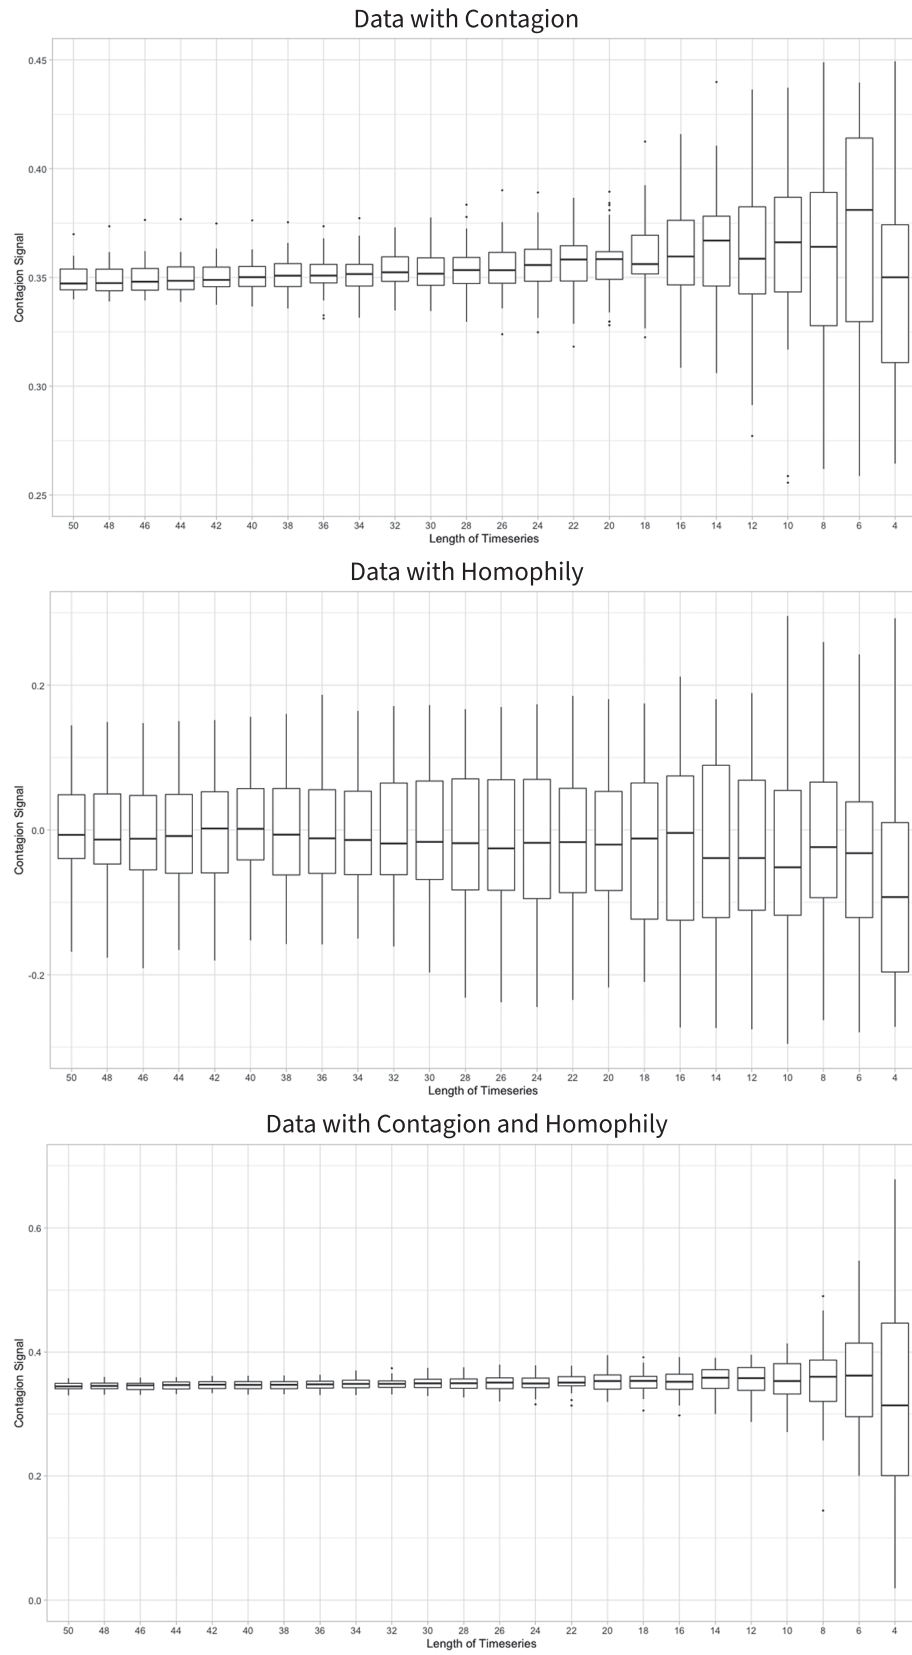 Data with Contagion
0.45
0.40
0.35
0.30
0.25
Contagion Signal
50 48 46 44 42 40 38 36 34 32 30 28 26 24 22 20 18 16 14 12 10 8 6 4
Length of Timeseries
Data with Homophily
0.2
0.0
-0.2
Contagion Signal
50 48 46 44 42 40 38 36 34 32 30 28 26 24 22 20 18 16 14 12 10 8 6 4
Length of Timeseries
Data with Contagion and Homophily
0.6
0.4
0.2
0.0
Contagion Signal
50 48 46 44 42 40 38 36 34 32 30 28 26 24 22 20 18 16 14 12 10 8 6 4
Length of Timeseries